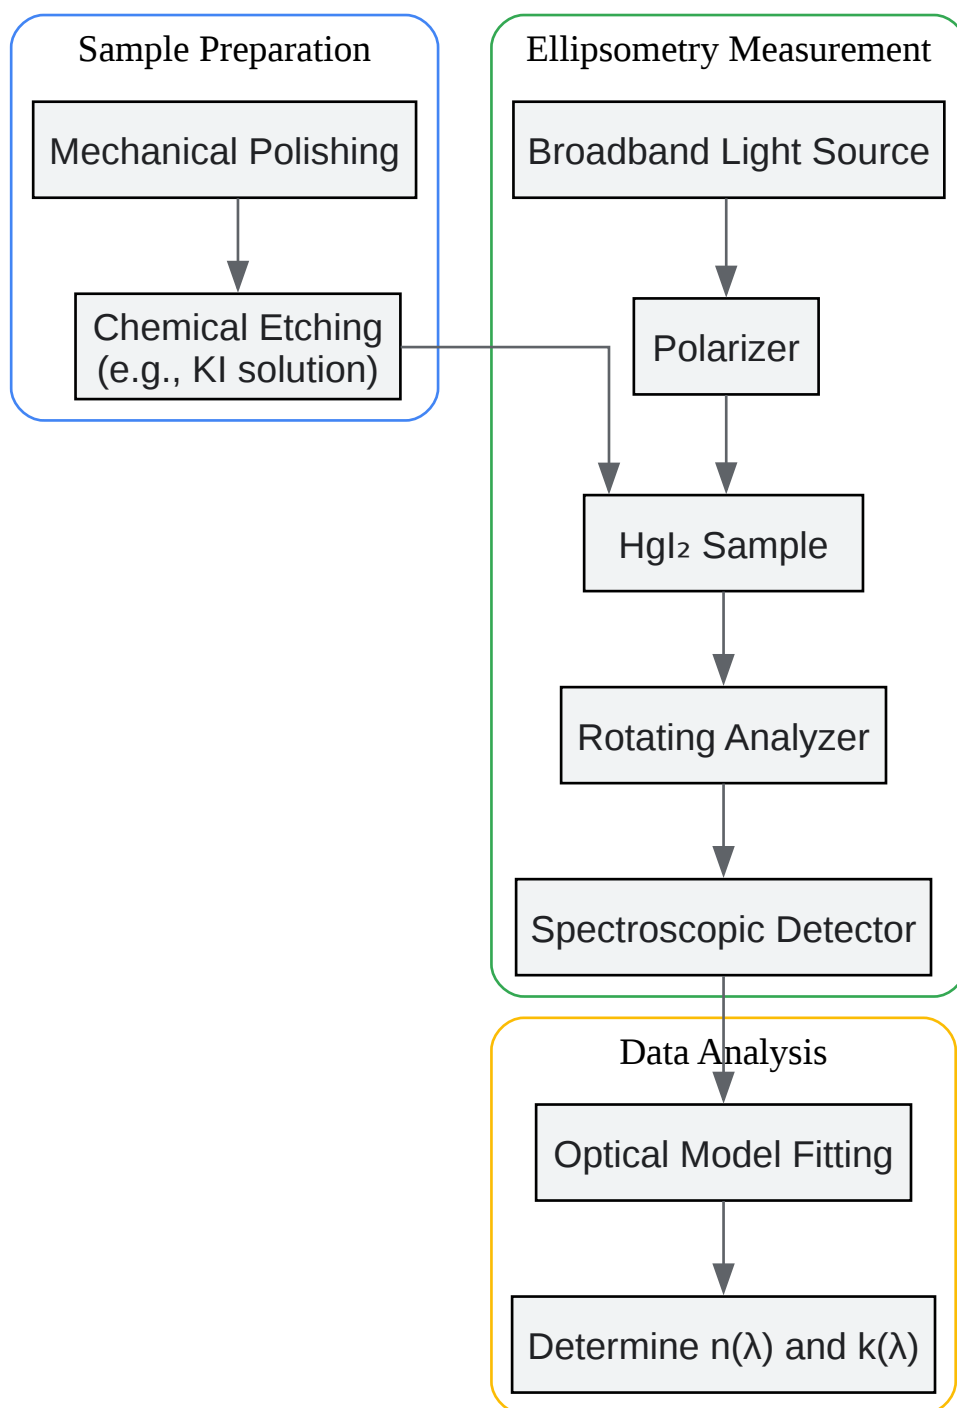 Sample Preparation
Mechanical Polishing
Chemical Etching
(e.g., KI solution)
Ellipsometry Measurement
Broadband Light Source
Polarizer
HgI₂ Sample
Rotating Analyzer
Spectroscopic Detector
Data Analysis
Optical Model Fitting
Determine n(λ) and k(λ)